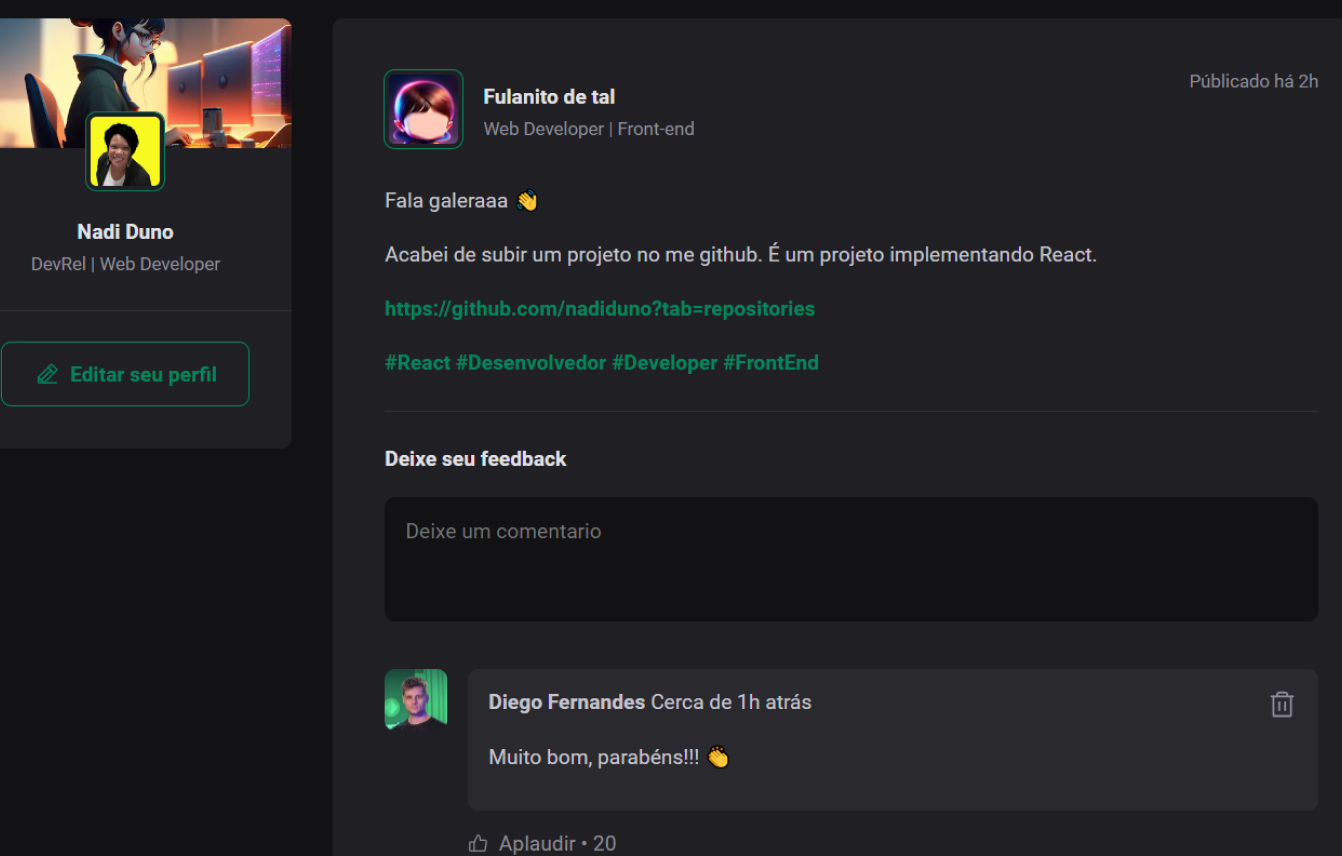 Nadi Duno
DevRel | Web Developer
Editar seu perfil
Fulanito de tal
Web Developer | Front-end
Públicado há 2h
Fala galeraaa 👋
Acabei de subir um projeto no me github. É um projeto implementando React.
https://github.com/nadiduno?tab=repositories
#React #Desenvolvedor #Developer #FrontEnd
Deixe seu feedback
Deixe um comentario
Diego Fernandes Cerca de 1h atrás
Muito bom, parabéns!!! 👏
Aplaudir • 20